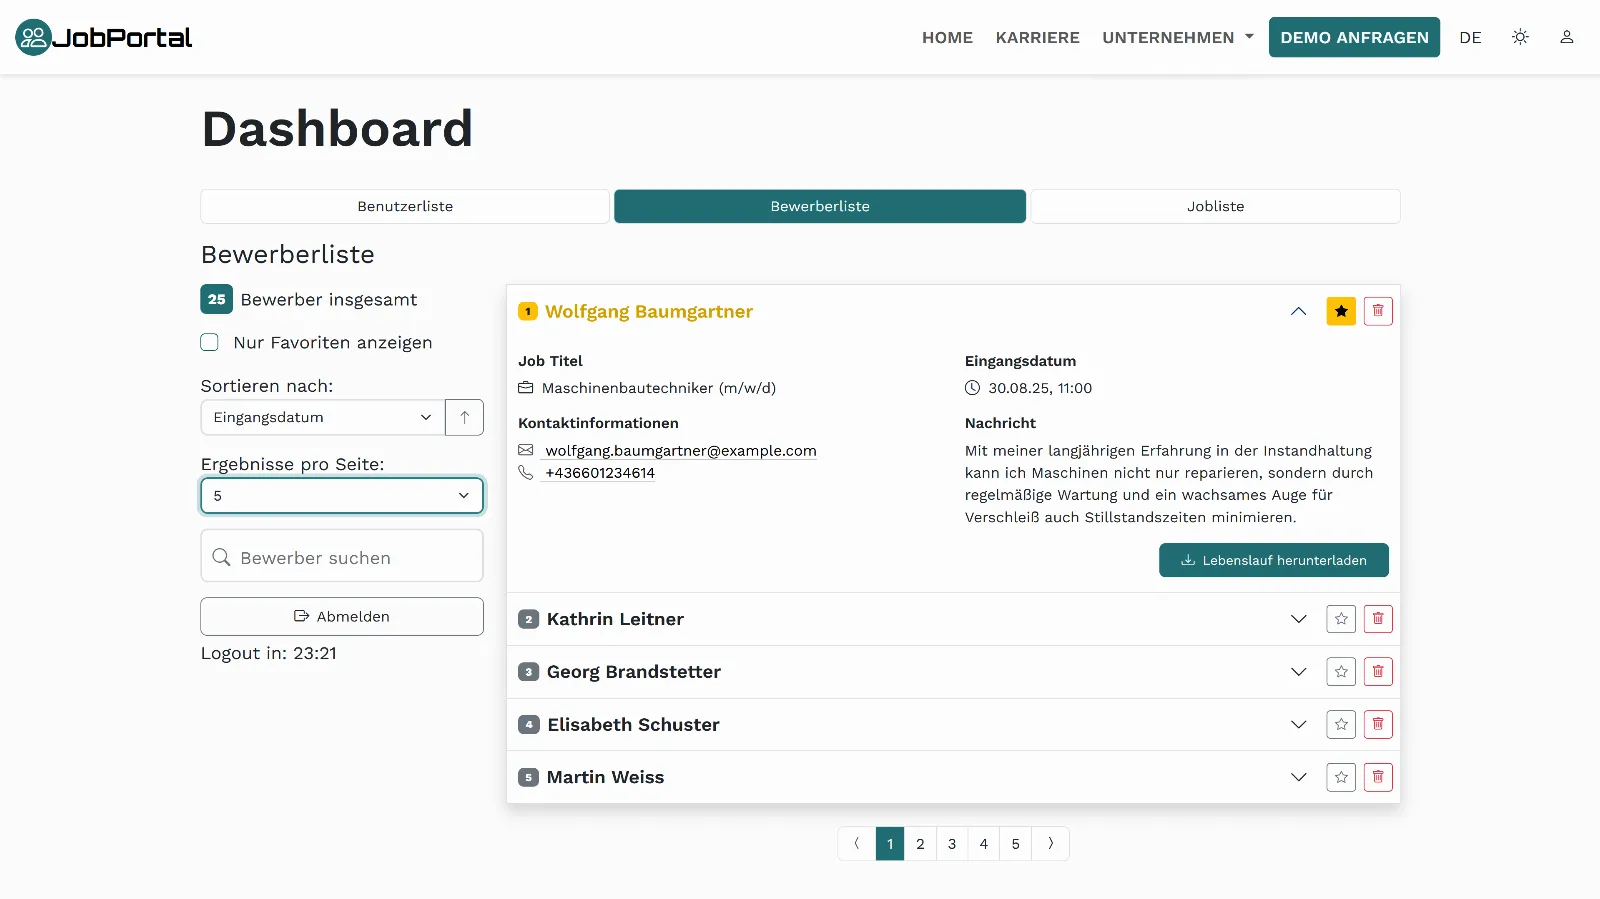 JobPortal
HOME
KARRIERE
UNTERNEHMEN
DEMO ANFRAGEN
DE
Dashboard
Benutzerliste
Bewerberliste
Jobliste
Bewerberliste
25 Bewerber insgesamt
Nur Favoriten anzeigen
Sortieren nach:
Eingangsdatum
Ergebnisse pro Seite:
5
Bewerber suchen
Abmelden
Logout in: 23:21
1 Wolfgang Baumgartner
Job Titel
Maschinenbautechniker (m/w/d)
Kontaktinformationen
wolfgang.baumgartner@example.com
+436601234614
Eingangsdatum
30.08.25, 11:00
Nachricht
Mit meiner langjährigen Erfahrung in der Instandhaltung
kann ich Maschinen nicht nur reparieren, sondern durch
regelmäßige Wartung und ein wachsames Auge für
Verschleiß auch Stillstandszeiten minimieren.
Lebenslauf herunterladen
2 Kathrin Leitner
3 Georg Brandstetter
4 Elisabeth Schuster
5 Martin Weiss
1 2 3 4 5